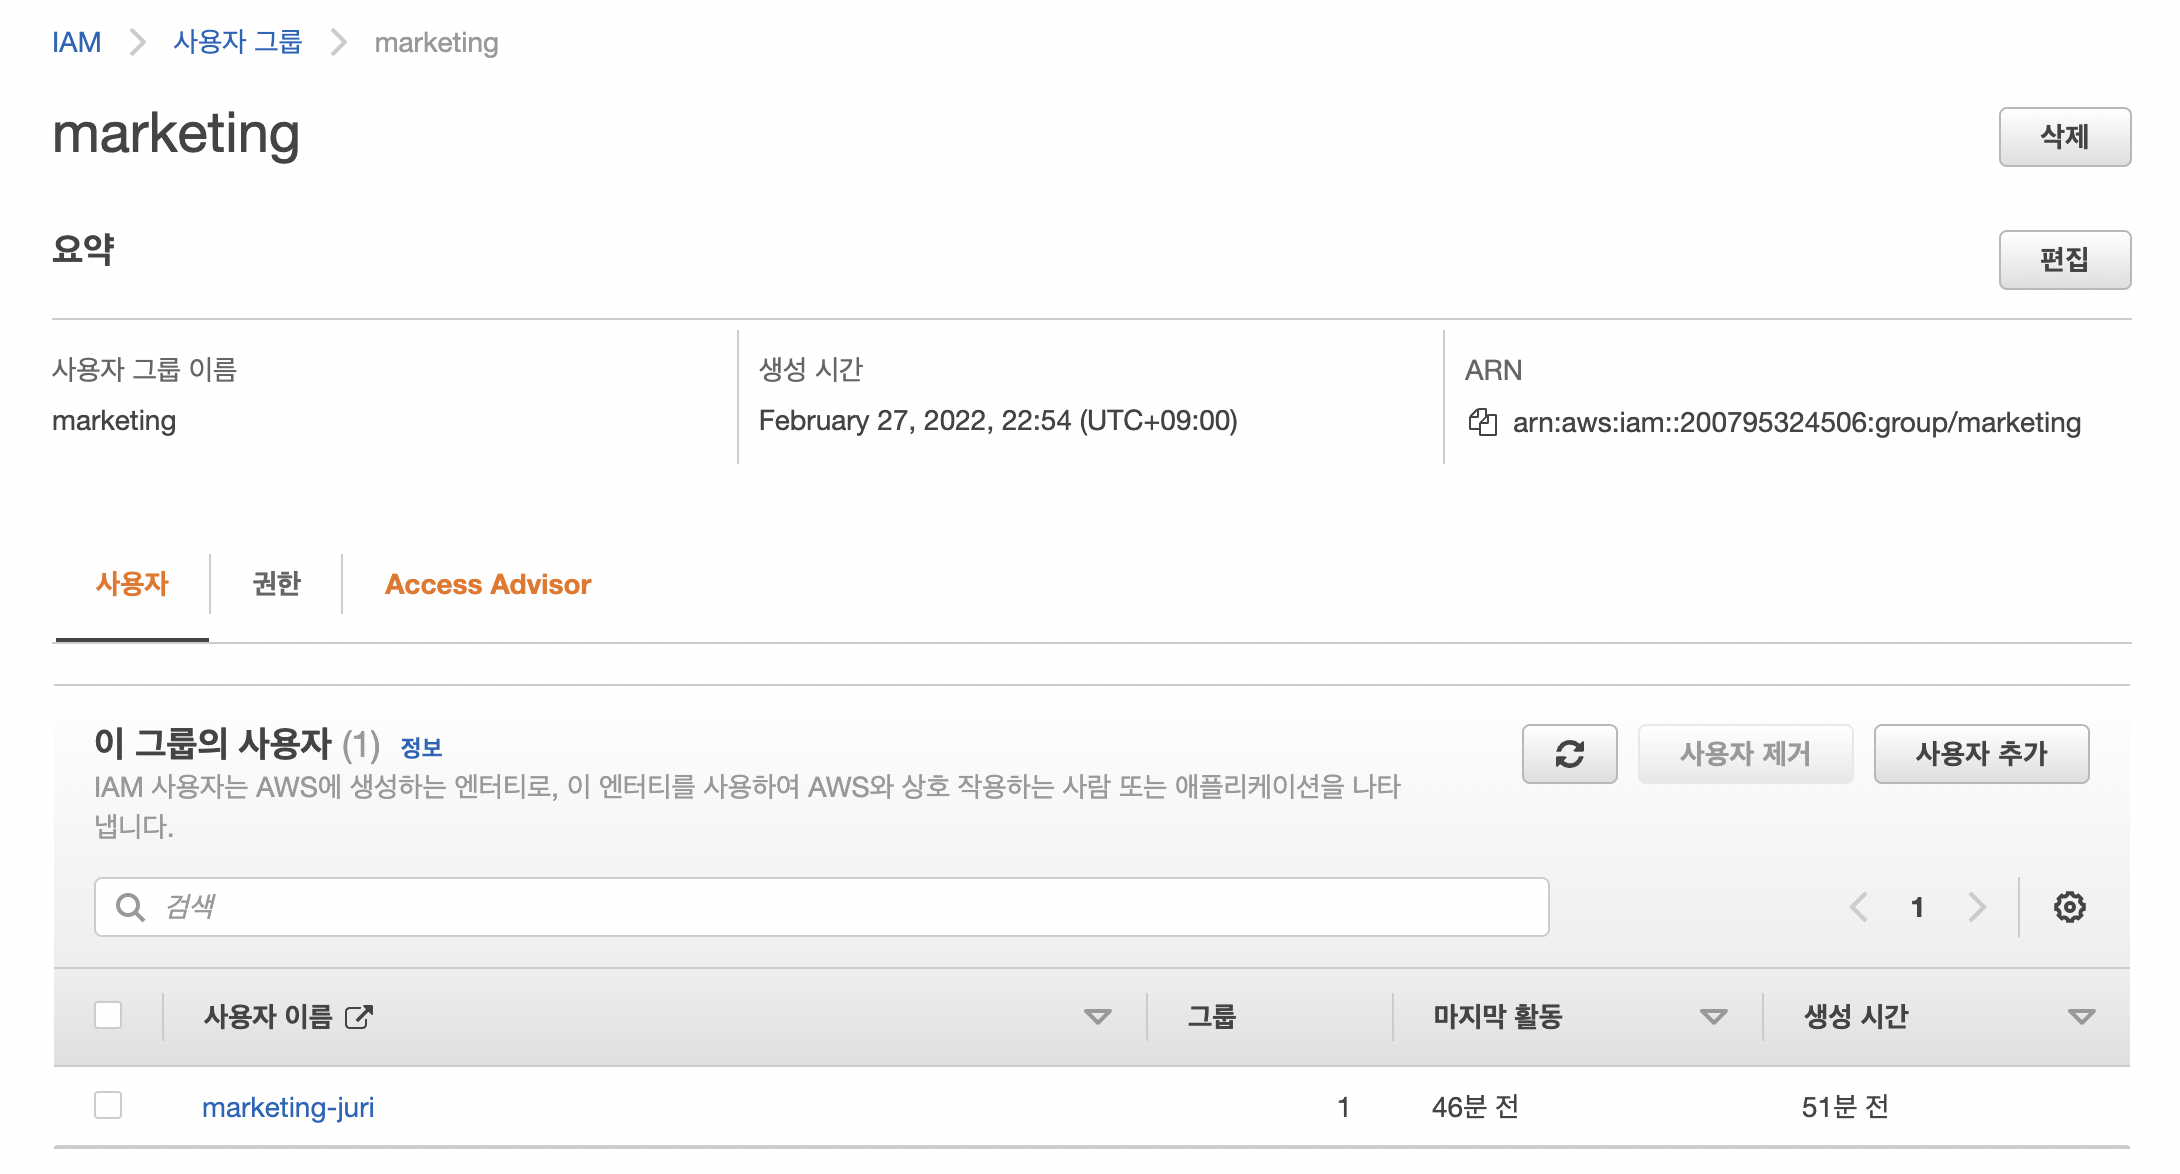 IAM 사용자 그룹 marketing
marketing
삭제
요약
편집
사용자 그룹 이름
marketing
생성 시간
February 27, 2022, 22:54 (UTC+09:00)
ARN
arn:aws:iam::200795324506:group/marketing
사용자 권한 Access Advisor
이 그룹의 사용자 (1) 정보
IAM 사용자는 AWS에 생성하는 엔터티로, 이 엔터티를 사용하여 AWS와 상호 작용하는 사람 또는 애플리케이션을 나타
냅니다.
사용자 제거 사용자 추가
검색
1
사용자 이름 그룹 마지막 활동 생성 시간
marketing-juri 1 46분 전 51분 전